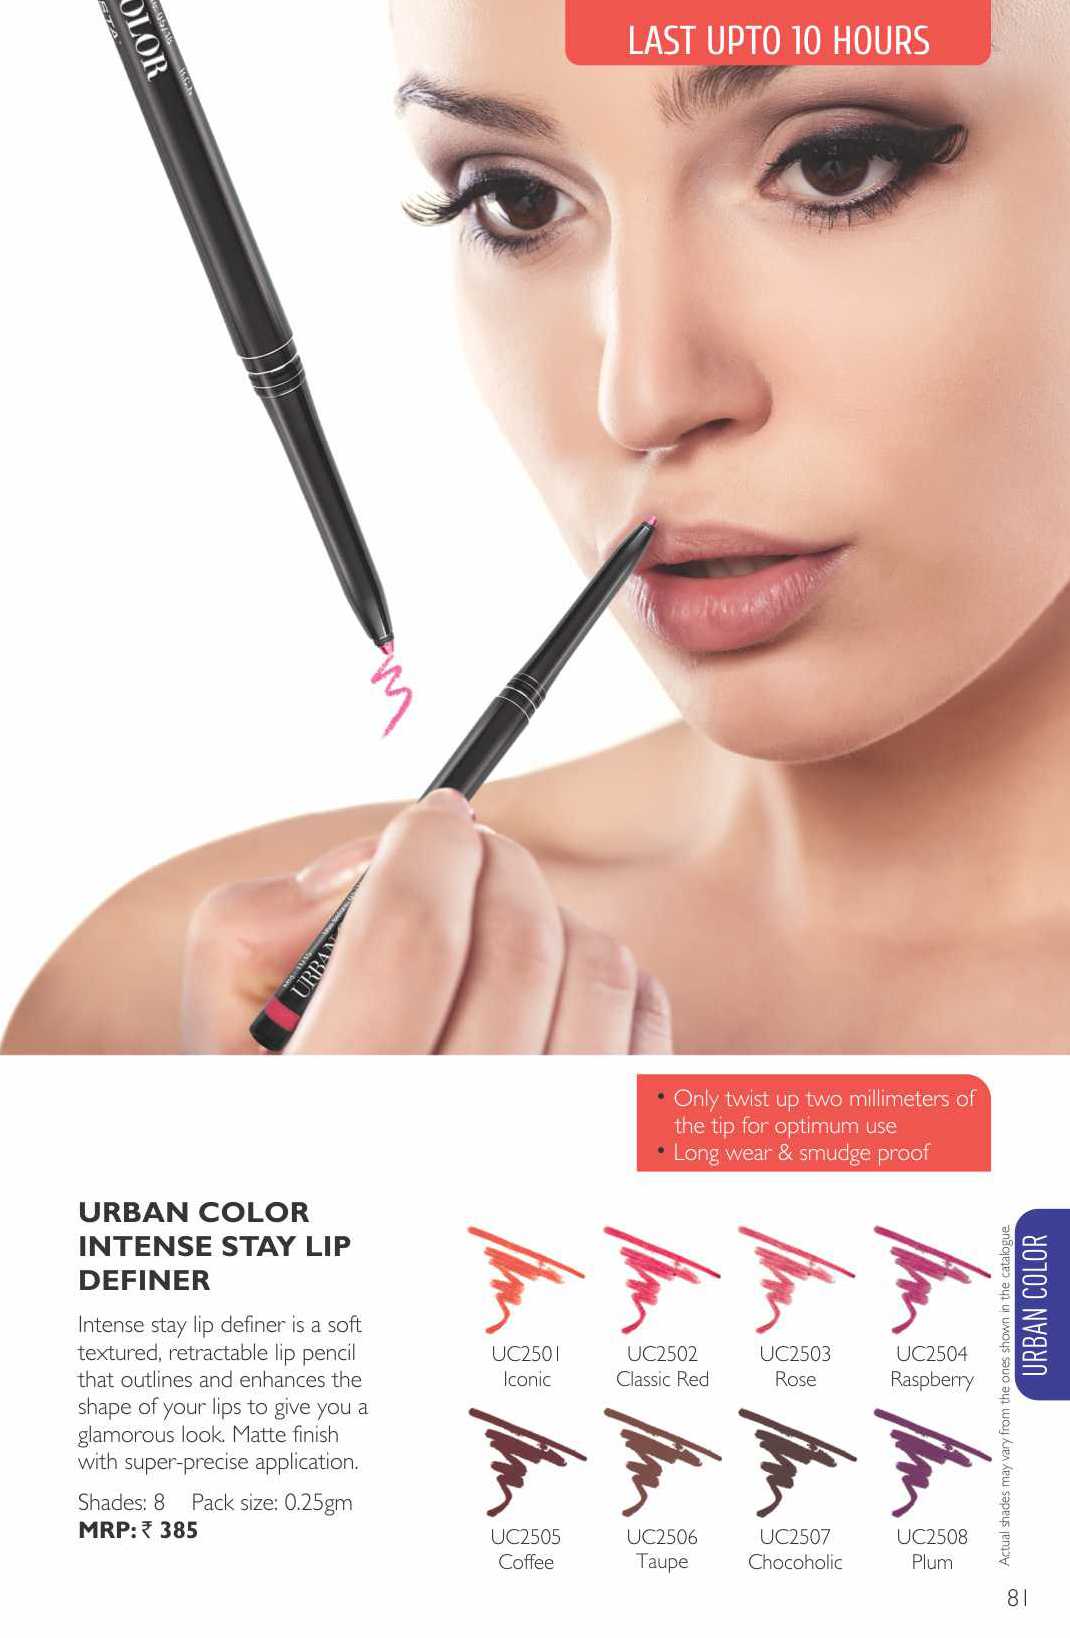 LAST UPTO 10 HOURS
OLOR
URBAN
• Only twist up two millimeters of
the tip for optimum use
• Long wear & smudge proof
URBAN COLOR
INTENSE STAY LIP
DEFINER
Intense stay lip definer is a soft
textured, retractable lip pencil
that outlines and enhances the
shape of your lips to give you a
glamorous look. Matte finish
with super-precise application.
Shades: 8 Pack size: 0.25gm
MRP: ₹ 385
UC2501 UC2502 UC2503 UC2504
Iconic Classic Red Rose Raspberry
UC2505 UC2506 UC2507 UC2508
Coffee Taupe Chocoholic Plum
Actual shades may vary from the ones shown in the catalogue.
URBAN COLOR
81